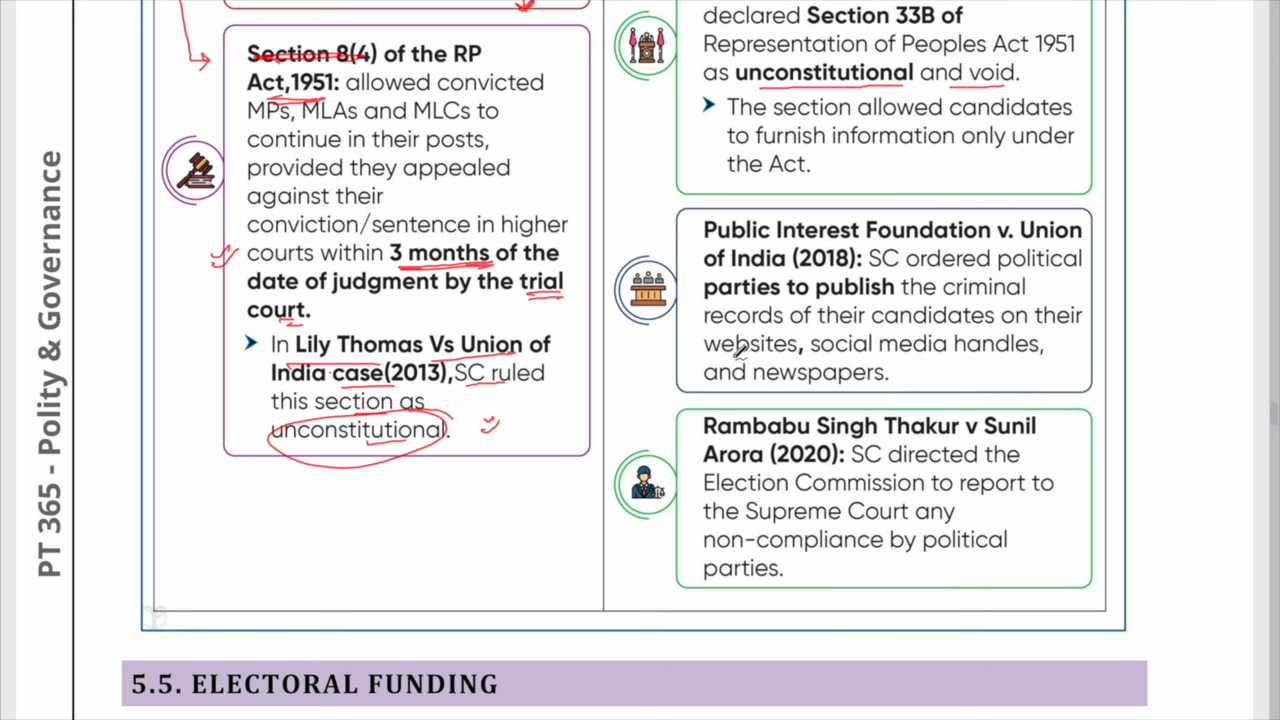 PT 365 - Polity & Governance
Section 8(4) of the RP
Act,1951: allowed convicted
MPs, MLAs and MLCs to
continue in their posts,
provided they appealed
against their
conviction/sentence in higher
courts within 3 months of the
date of judgment by the trial
court.
In Lily Thomas Vs Union of
India case(2013),SC ruled
this section as
unconstitutional.
declared Section 33B of
Representation of Peoples Act 1951
as unconstitutional and void.
The section allowed candidates
to furnish information only under
the Act.
Public Interest Foundation v. Union
of India (2018): SC ordered political
parties to publish the criminal
records of their candidates on their
websites, social media handles,
and newspapers.
Rambabu Singh Thakur v Sunil
Arora (2020): SC directed the
Election Commission to report to
the Supreme Court any
non-compliance by political
parties.
5.5. ELECTORAL FUNDING